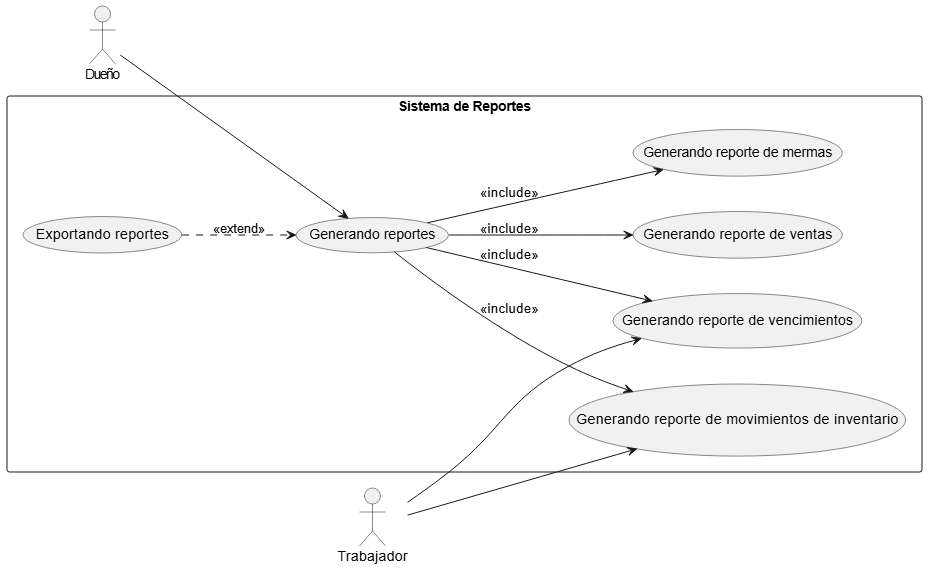 Dueño
Sistema de Reportes
Generando reporte de mermas
«include»
Exportando reportes
«extend»
Generando reportes
«include»
Generando reporte de ventas
«include»
«include»
Generando reporte de vencimientos
Generando reporte de movimientos de inventario
Trabajador